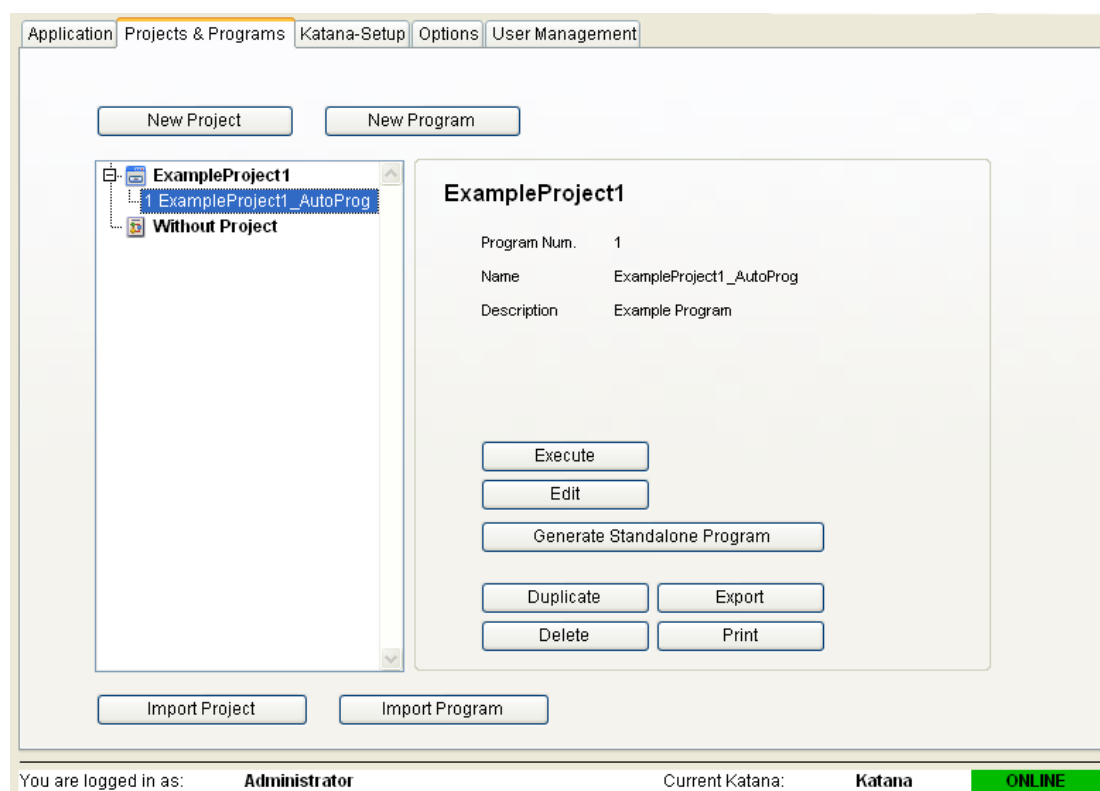 Application Projects & Programs Katana-Setup Options User Management
New Project New Program
ExampleProject1
1 ExampleProject1_AutoProg
Without Project
ExampleProject1
Program Num. 1
Name ExampleProject1_AutoProg
Description Example Program
Execute
Edit
Generate Standalone Program
Duplicate Export
Delete Print
Import Project Import Program
You are logged in as: Administrator Current Katana: Katana ONLINE